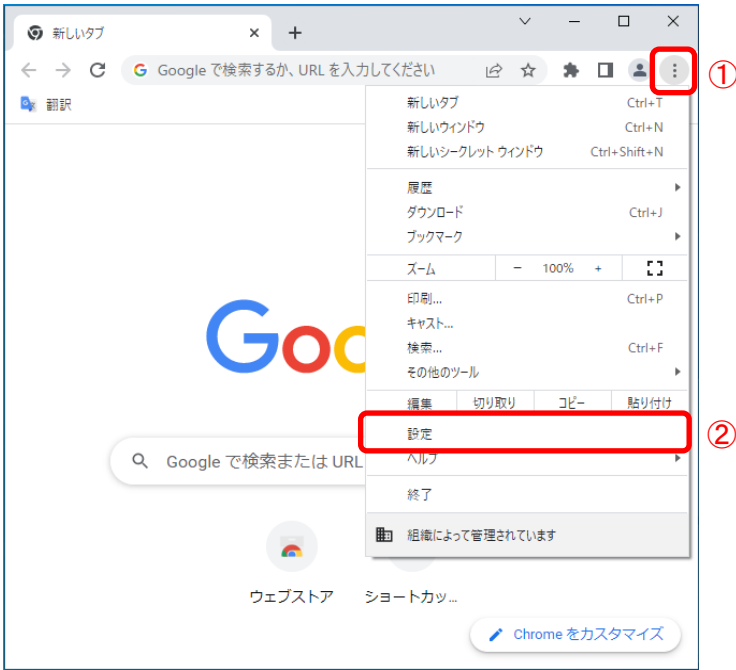 新しいタブ
①
Google で検索するか、URL を入力してください
翻訳
新しいタブ Ctrl+T
新しいウィンドウ Ctrl+N
新しいシークレット ウィンドウ Ctrl+Shift+N
履歴
ダウンロード Ctrl+J
ブックマーク
ズーム − 100% +
印刷... Ctrl+P
キャスト...
検索... Ctrl+F
その他のツール
編集 切り取り コピー 貼り付け
設定
②
ヘルプ
終了
組織によって管理されています
Goo
Google で検索または URL
ウェブストア
ショートカッ...
Chrome をカスタマイズ